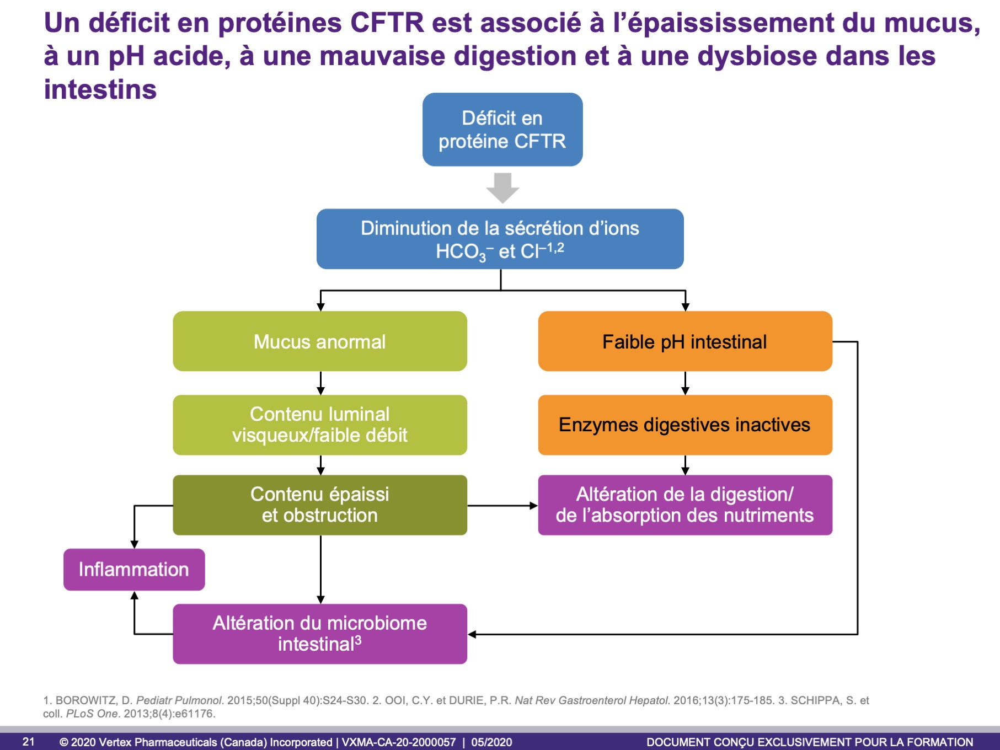 Un déficit en protéines CFTR est associé à l’épaississement du mucus,
à un pH acide, à une mauvaise digestion et à une dysbiose dans les
intestins
Déficit en
protéine CFTR
Diminution de la sécrétion d’ions
HCO₃⁻ et Cl⁻¹,²
Mucus anormal
Faible pH intestinal
Contenu luminal
visqueux/faible débit
Enzymes digestives inactives
Contenu épaissi
et obstruction
Altération de la digestion/
de l’absorption des nutriments
Inflammation
Altération du microbiome
intestinal³
1. BOROWITZ, D. Pediatr Pulmonol. 2015;50(Suppl 40):S24-S30. 2. OOI, C.Y. et DURIE, P.R. Nat Rev Gastroenterol Hepatol. 2016;13(3):175-185. 3. SCHIPPA, S. et
coll. PLoS One. 2013;8(4):e61176.
21 © 2020 Vertex Pharmaceuticals (Canada) Incorporated | VXMA-CA-20-2000057 | 05/2020 DOCUMENT CONÇU EXCLUSIVEMENT POUR LA FORMATION